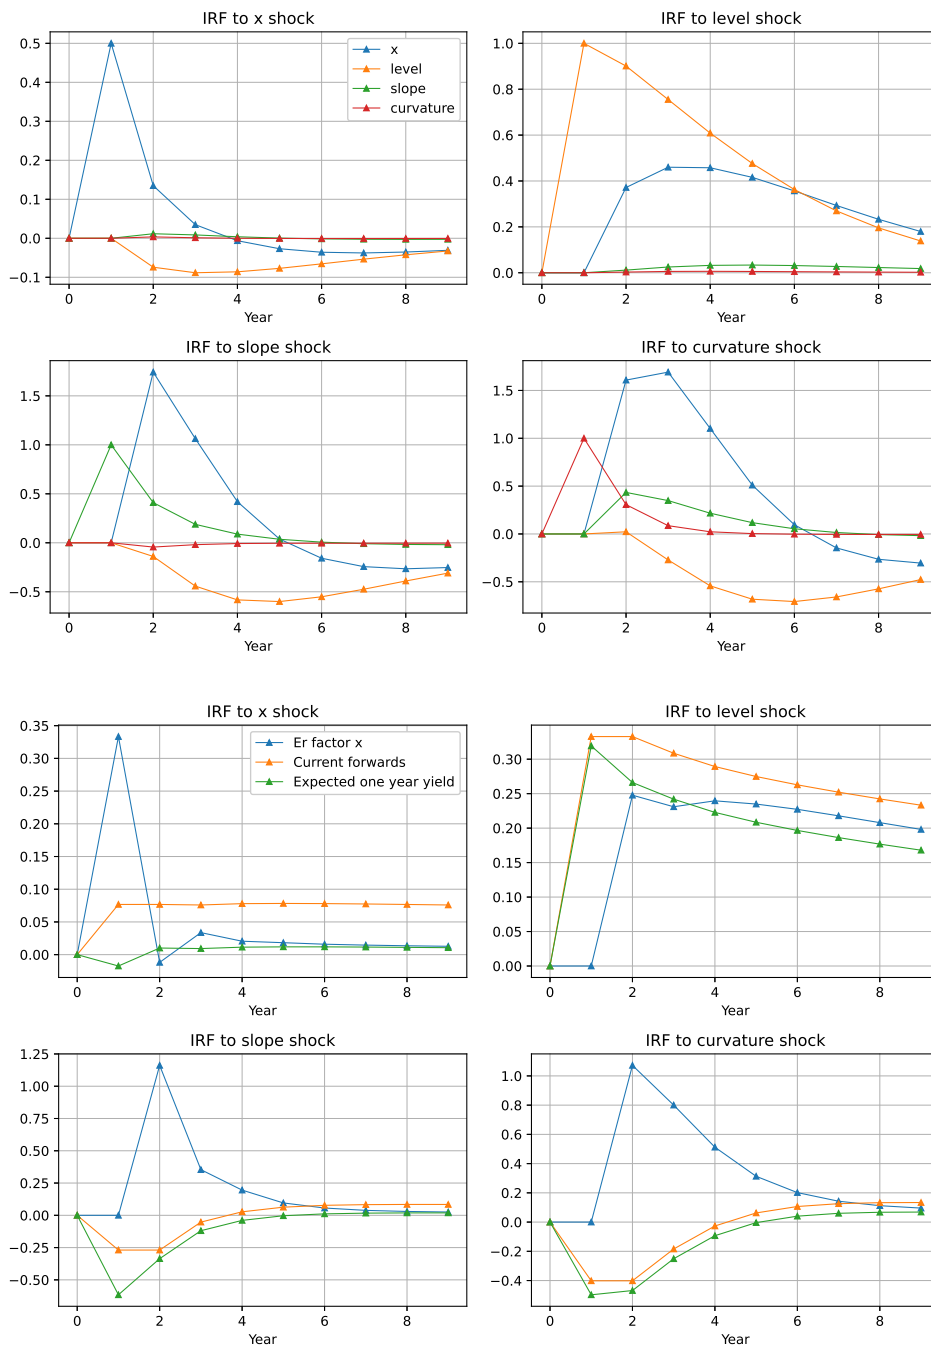 IRF to x shock
0.5
0.4
0.3
0.2
0.1
0.0
−0.1
0 2 4 6 8
Year
x
level
slope
curvature
IRF to level shock
1.0
0.8
0.6
0.4
0.2
0.0
0 2 4 6 8
Year
IRF to slope shock
1.5
1.0
0.5
0.0
−0.5
0 2 4 6 8
Year
IRF to curvature shock
1.5
1.0
0.5
0.0
−0.5
0 2 4 6 8
Year
IRF to x shock
0.35
0.30
0.25
0.20
0.15
0.10
0.05
0.00
0 2 4 6 8
Year
Er factor x
Current forwards
Expected one year yield
IRF to level shock
0.30
0.25
0.20
0.15
0.10
0.05
0.00
0 2 4 6 8
Year
IRF to slope shock
1.25
1.00
0.75
0.50
0.25
0.00
−0.25
−0.50
0 2 4 6 8
Year
IRF to curvature shock
1.0
0.8
0.6
0.4
0.2
0.0
−0.2
−0.4
0 2 4 6 8
Year